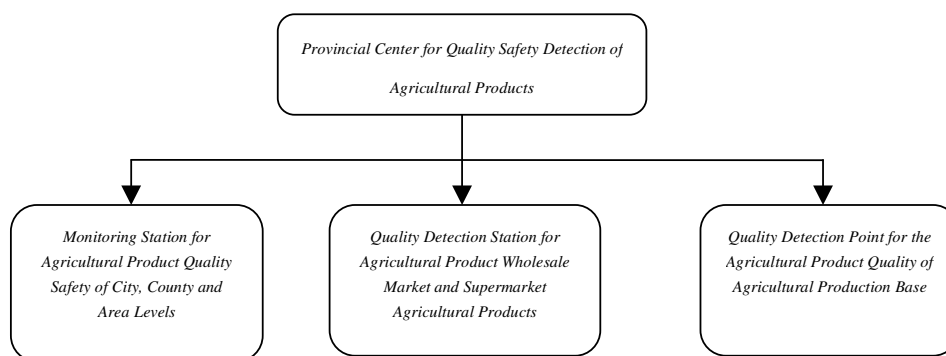 Provincial Center for Quality Safety Detection of
Agricultural Products
Monitoring Station for
Agricultural Product Quality
Safety of City, County and
Area Levels
Quality Detection Station for
Agricultural Product Wholesale
Market and Supermarket
Agricultural Products
Quality Detection Point for the
Agricultural Product Quality of
Agricultural Production Base